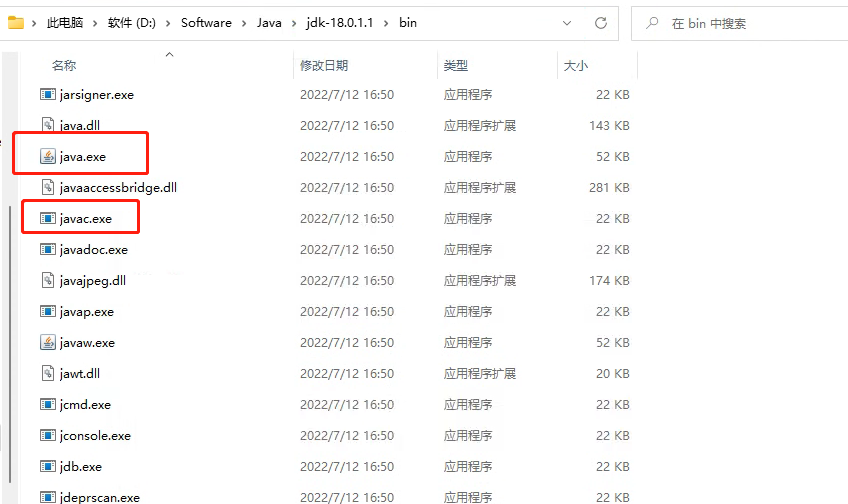 此电脑 › 软件 (D:) › Software › Java › jdk-18.0.1.1 › bin 在 bin 中搜索
名称 修改日期 类型 大小
jarsigner.exe 2022/7/12 16:50 应用程序 22 KB
java.dll 2022/7/12 16:50 应用程序扩展 143 KB
java.exe 2022/7/12 16:50 应用程序 52 KB
javaaccessbridge.dll 2022/7/12 16:50 应用程序扩展 281 KB
javac.exe 2022/7/12 16:50 应用程序 22 KB
javadoc.exe 2022/7/12 16:50 应用程序 22 KB
javajpeg.dll 2022/7/12 16:50 应用程序扩展 174 KB
javap.exe 2022/7/12 16:50 应用程序 22 KB
javaw.exe 2022/7/12 16:50 应用程序 52 KB
jawt.dll 2022/7/12 16:50 应用程序扩展 20 KB
jcmd.exe 2022/7/12 16:50 应用程序 22 KB
jconsole.exe 2022/7/12 16:50 应用程序 22 KB
jdb.exe 2022/7/12 16:50 应用程序 22 KB
jdeprscan.exe 2022/7/12 16:50 应用程序 22 KB